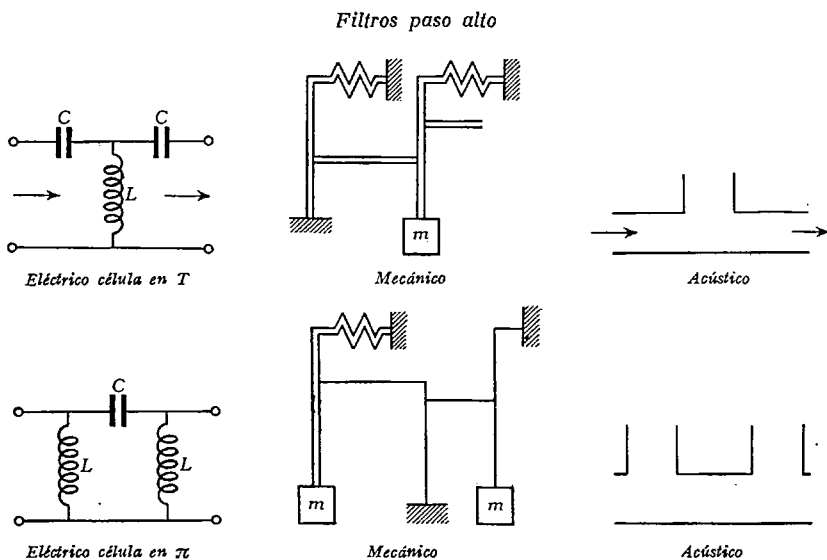 Filtros paso alto
C
C
L
m
Eléctrico célula en T
Mecánico
Acústico
C
L
L
m
m
Eléctrico célula en π
Mecánico
Acústico